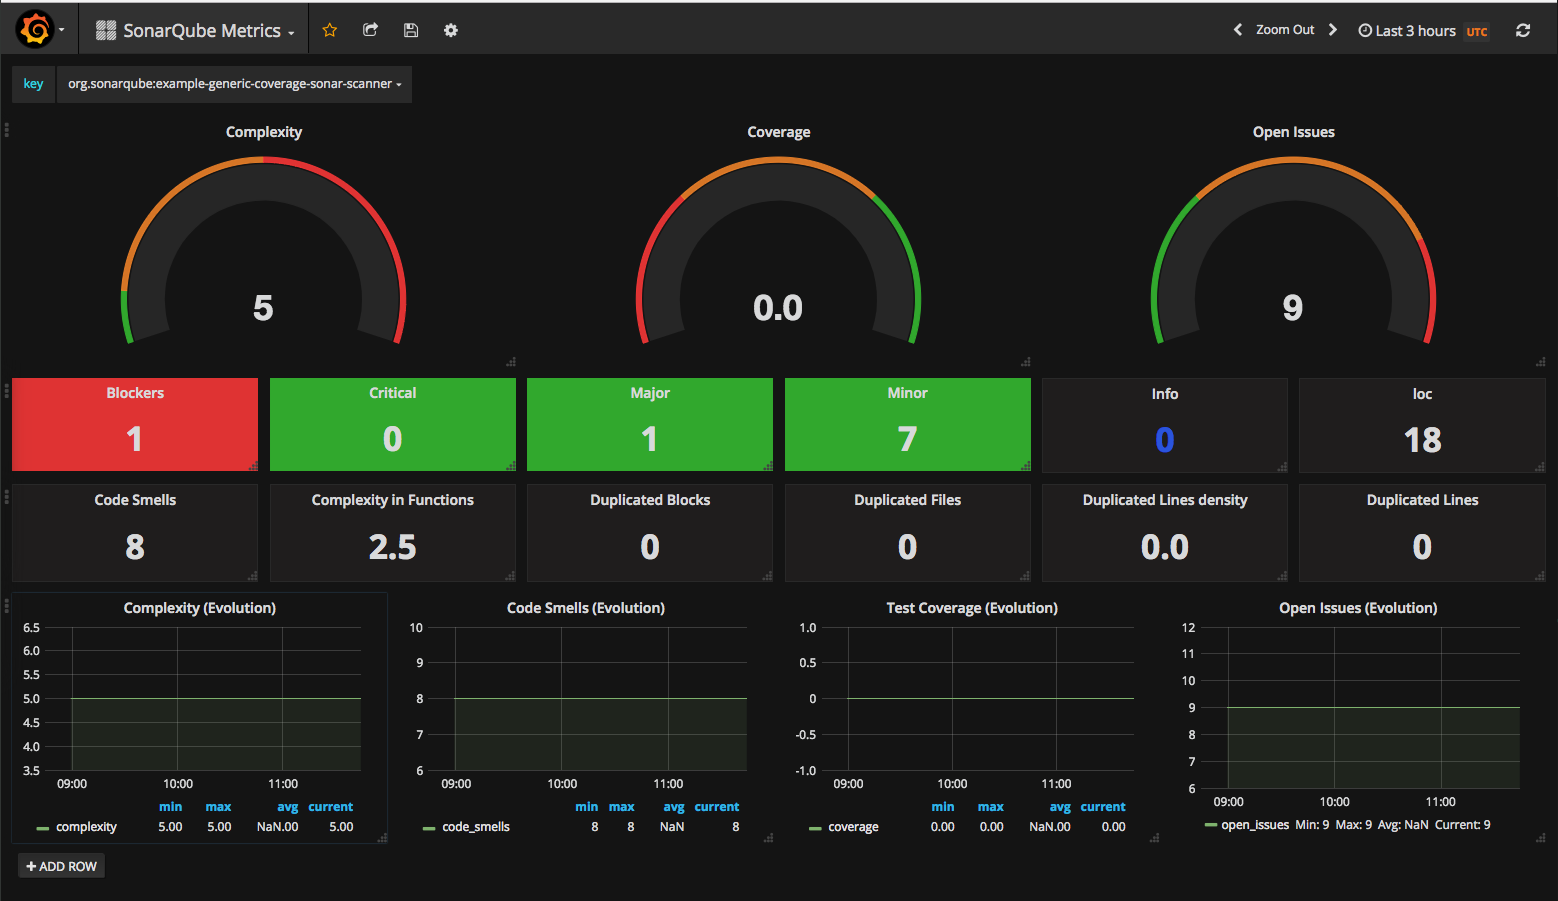 SonarQube Metrics Zoom Out Last 3 hours UTC
key org.sonarqube:example-generic-coverage-sonar-scanner
Complexity Coverage Open Issues
5 0.0 9
Blockers Critical Major Minor Info loc
1 0 1 7 0 18
Code Smells Complexity in Functions Duplicated Blocks Duplicated Files Duplicated Lines density Duplicated Lines
8 2.5 0 0 0.0 0
Complexity (Evolution)
6.5
6.0
5.5
5.0
4.5
4.0
3.5
09:00 10:00 11:00
min max avg current
complexity 5.00 5.00 NaN.00 5.00
Code Smells (Evolution)
10
9
8
7
6
09:00 10:00 11:00
min max avg current
code_smells 8 8 NaN 8
Test Coverage (Evolution)
1.0
0.5
0
-0.5
-1.0
09:00 10:00 11:00
min max avg current
coverage 0.00 0.00 NaN.00 0.00
Open Issues (Evolution)
12
11
10
9
8
7
6
09:00 10:00 11:00
open_issues Min: 9 Max: 9 Avg: NaN Current: 9
+ ADD ROW